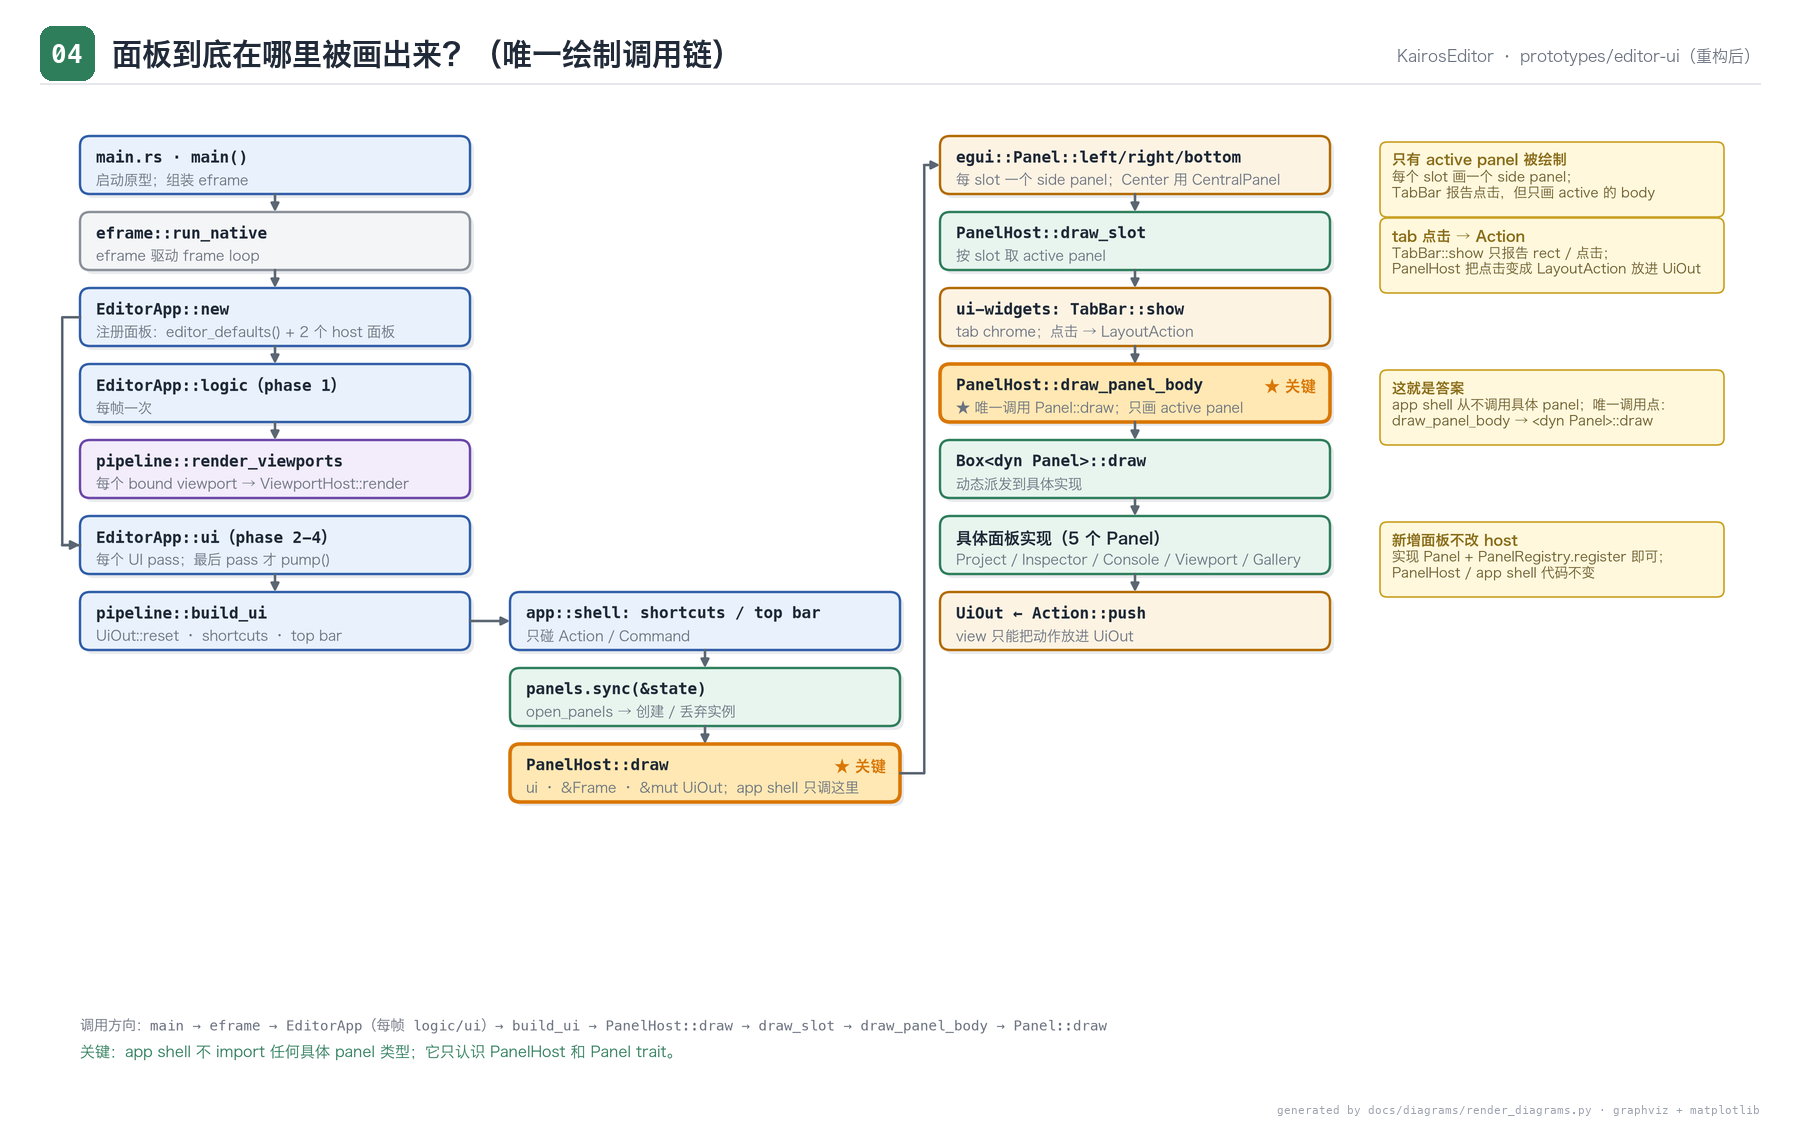 04
面板到底在哪里被画出来？（唯一绘制调用链）
KairosEditor · prototypes/editor-ui（重构后）
main.rs · main()
启动原型；组装 eframe
eframe::run_native
eframe 驱动 frame loop
EditorApp::new
注册面板：editor_defaults() + 2 个 host 面板
EditorApp::logic（phase 1）
每帧一次
pipeline::render_viewports
每个 bound viewport → ViewportHost::render
EditorApp::ui（phase 2–4）
每个 UI pass；最后 pass 才 pump()
pipeline::build_ui
UiOut::reset · shortcuts · top bar
app::shell: shortcuts / top bar
只碰 Action / Command
panels.sync(&state)
open_panels → 创建 / 丢弃实例
PanelHost::draw
★ 关键
ui · &Frame · &mut UiOut；app shell 只调这里
egui::Panel::left/right/bottom
每 slot 一个 side panel；Center 用 CentralPanel
PanelHost::draw_slot
按 slot 取 active panel
ui-widgets: TabBar::show
tab chrome；点击 → LayoutAction
PanelHost::draw_panel_body
★ 关键
★ 唯一调用 Panel::draw；只画 active panel
Box<dyn Panel>::draw
动态派发到具体实现
具体面板实现（5 个 Panel）
Project / Inspector / Console / Viewport / Gallery
UiOut ← Action::push
view 只能把动作放进 UiOut
只有 active panel 被绘制
每个 slot 画一个 side panel；
TabBar 报告点击，但只画 active 的 body
tab 点击 → Action
TabBar::show 只报告 rect / 点击；
PanelHost 把点击变成 LayoutAction 放进 UiOut
这就是答案
app shell 从不调用具体 panel；唯一调用点：
draw_panel_body → <dyn Panel>::draw
新增面板不改 host
实现 Panel + PanelRegistry.register 即可；
PanelHost / app shell 代码不变
调用方向：main → eframe → EditorApp（每帧 logic/ui）→ build_ui → PanelHost::draw → draw_slot → draw_panel_body → Panel::draw
关键：app shell 不 import 任何具体 panel 类型；它只认识 PanelHost 和 Panel trait。
generated by docs/diagrams/render_diagrams.py · graphviz + matplotlib